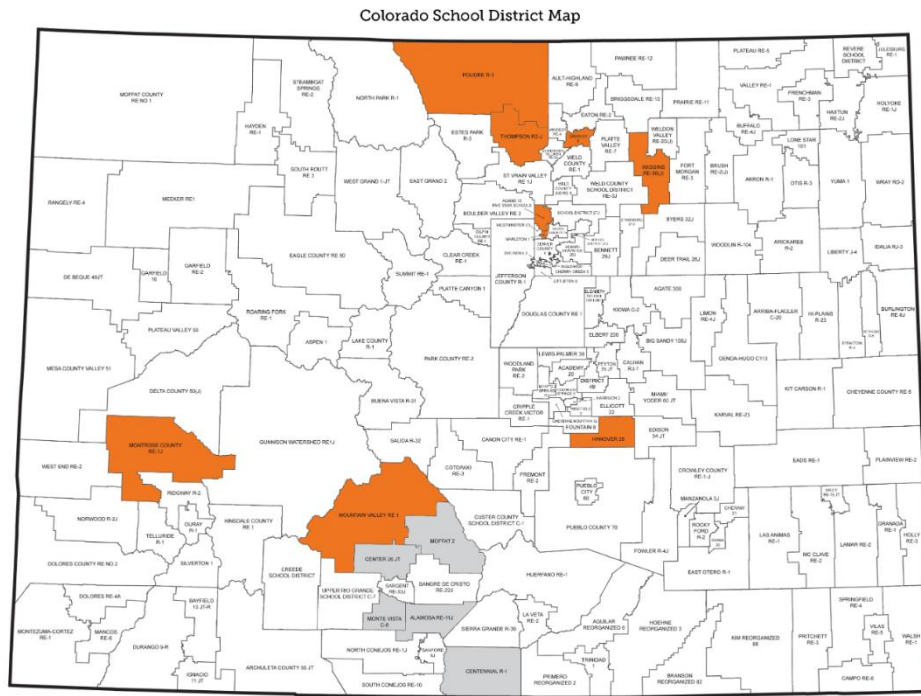 Colorado School District Map
MOFFAT COUNTY
RE:NO 1
STEAMBOAT
SPRINGS
RE-2
NORTH PARK R-1
POUDRE R-1
AULT-HIGHLAND
RE-9
PAWNEE RE-12
PLATEAU RE-5
REVERE
SCHOOL
DISTRICT
JULESBURG
RE-1
HAYDEN
RE-1
SOUTH ROUTT
RE 3
ESTES PARK
R-3
THOMPSON R2-J
EATON RE-2
BRIGGSDALE RE-10
PRAIRIE RE-11
VALLEY RE-1
FRENCHMAN
RE-3
HAXTUN
RE-2J
HOLYOKE
RE-1J
BUFFALO
RE-4J
PLATTE
VALLEY
RE-7
WELDON
VALLEY
RE-20(J)
LONE STAR
101
RANGELY RE-4
MEEKER RE1
WEST GRAND 1-JT
EAST GRAND 2
ST VRAIN VALLEY
RE 1J
WELD
COUNTY
RE-1
WELD COUNTY
SCHOOL DISTRICT
RE-3J
WIGGINS
RE-50(J)
FORT
MORGAN
RE-3
BRUSH
RE-2(J)
AKRON R-1
OTIS R-3
YUMA 1
WRAY RD-2
BOULDER VALLEY RE 2
SCHOOL DISTRICT 27J
BYERS 32J
DE BEQUE 49JT
GARFIELD
16
GARFIELD
RE-2
EAGLE COUNTY RE 50
SUMMIT RE-1
CLEAR CREEK
RE-1
PLATTE CANYON 1
JEFFERSON
COUNTY R-1
BENNETT
29J
DEER TRAIL 26J
WOODLIN R-104
ARICKAREE
R-2
LIBERTY J-4
IDALIA RJ-3
PLATEAU VALLEY 50
ROARING FORK
RE-1
ASPEN 1
LAKE COUNTY
R-1
PARK COUNTY RE-2
DOUGLAS COUNTY RE 1
KIOWA C-2
ELBERT 200
AGATE 300
BIG SANDY 100J
LIMON
RE-4J
GENOA-HUGO C113
ARRIBA-FLAGLER
C-20
HI-PLAINS
R-23
BURLINGTON
RE-6J
MESA COUNTY VALLEY 51
DELTA COUNTY 50(J)
BUENA VISTA R-31
WOODLAND
PARK
RE-2
LEWIS-PALMER 38
ACADEMY
20
PEYTON
23 JT
CALHAN
RJ-1
DISTRICT
49
CRIPPLE
CREEK VICTOR
RE-1
ELLICOTT
22
MIAMI
YODER 60 JT
FOUNTAIN 8
HANOVER 28
EDISON
54 JT
KARVAL RE-23
KIT CARSON R-1
CHEYENNE COUNTY RE-5
MONTROSE COUNTY
RE-1J
WEST END RE-2
GUNNISON WATERSHED RE1J
SALIDA R-32
CANON CITY RE-1
COTOPAXI
RE-3
FREMONT
RE-2
PUEBLO
CITY
60
PUEBLO COUNTY 70
CROWLEY COUNTY
RE-1-J
EADS RE-1
PLAINVIEW RE-2
RIDGWAY R-2
OURAY
R-1
NORWOOD R-2J
TELLURIDE
R-1
HINSDALE COUNTY
RE 1
MOUNTAIN VALLEY RE 1
MOFFAT 2
CUSTER COUNTY
SCHOOL DISTRICT C-1
MANZANOLA 3J
ROCKY
FORD
R-2
FOWLER R-4J
LAS ANIMAS
RE-1
MC CLAVE
RE-2
LAMAR RE-2
GRANADA
RE-1
HOLLY
RE-3
DOLORES COUNTY RE NO.2
SILVERTON 1
CREEDE
SCHOOL
DISTRICT
CENTER 26 JT
UPPER RIO GRANDE
SCHOOL DISTRICT C-7
SARGENT
RE-33J
SANGRE DE CRISTO
RE-22J
HUERFANO RE-1
EAST OTERO R-1
DOLORES RE-4A
MONTEZUMA-CORTEZ
RE-1
MANCOS
RE-6
BAYFIELD
10 JT-R
DURANGO 9-R
IGNACIO
11 JT
ARCHULETA COUNTY 50 JT
MONTE VISTA
C-8
ALAMOSA RE-11J
NORTH CONEJOS RE-1J
SANFORD
6J
SOUTH CONEJOS RE-10
SIERRA GRANDE R-30
CENTENNIAL R-1
LA VETA
RE-2
PRIMERO
REORGANIZED 2
TRINIDAD
1
AGUILAR
REORGANIZED 6
HOEHNE
REORGANIZED 3
BRANSON
REORGANIZED 82
KIM REORGANIZED
88
PRITCHETT
RE-3
SPRINGFIELD
RE-4
VILAS
RE-5
WALSH
RE-1
CAMPO RE-6